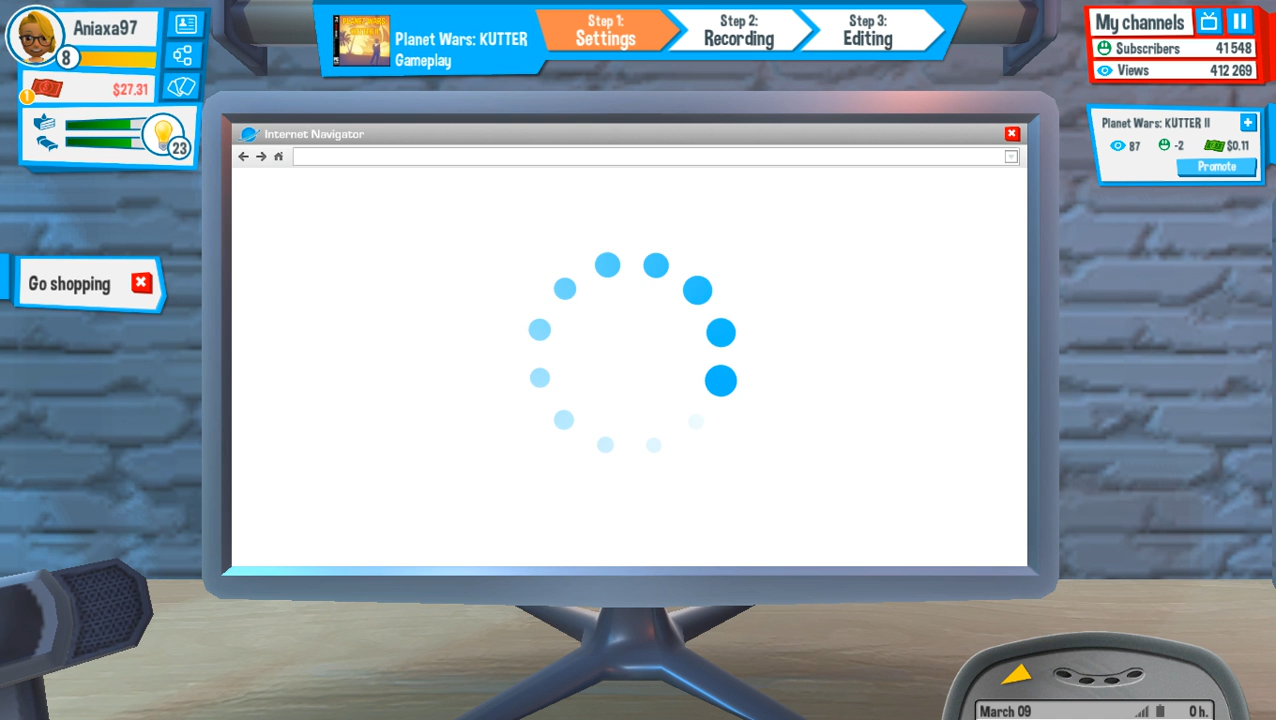 Aniaxa97
8
1
$27.31
23
Planet Wars: KUTTER
Gameplay
Step 1:
Settings
Step 2:
Recording
Step 3:
Editing
My channels
Subscribers 41 548
Views 412 269
Planet Wars: KUTTER II
87 -2 $0.11
Promote
Internet Navigator
Go shopping
March 09 0 h.